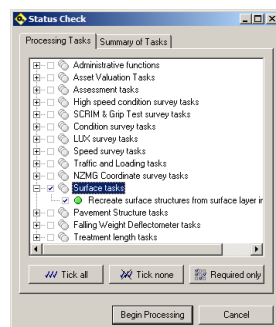 Status Check
Processing Tasks Summary of Tasks
Administrative functions
Asset Valuation Tasks
Assessment tasks
High speed condition survey tasks
SCRIM & Grip Test survey tasks
Condition survey tasks
LUX survey tasks
Speed survey tasks
Traffic and Loading tasks
NZMG Coordinate survey tasks
Surface tasks
Recreate surface structures from surface layer ir
Pavement Structure tasks
Falling Weight Deflectometer tasks
Treatment length tasks
Tick all Tick none Required only
Begin Processing Cancel